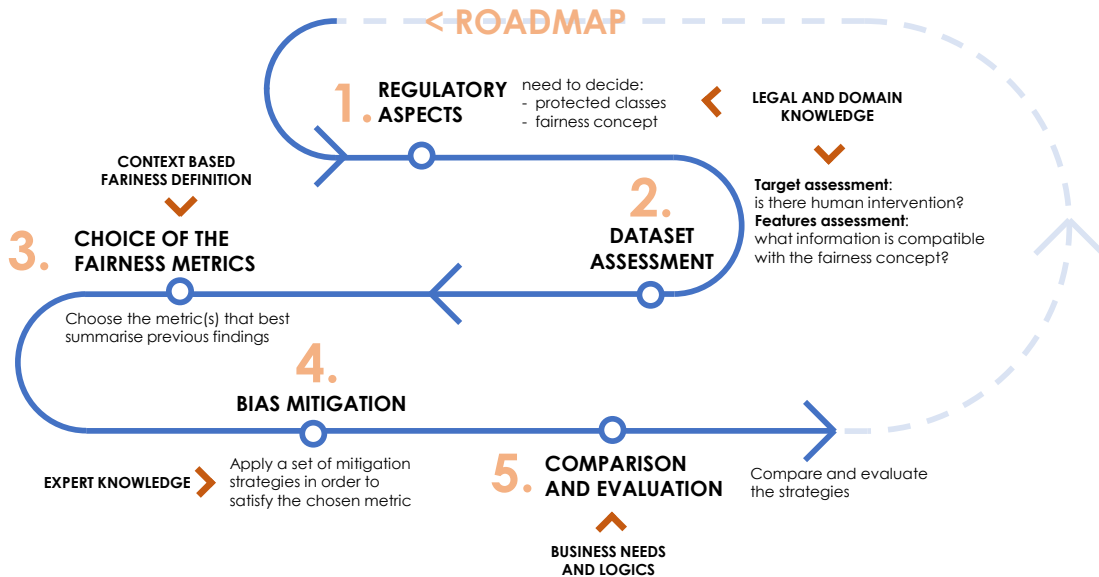 < ROADMAP
1.
REGULATORY
ASPECTS
need to decide:
- protected classes
- fairness concept
LEGAL AND DOMAIN
KNOWLEDGE
2.
DATASET
ASSESSMENT
Target assessment:
is there human intervention?
Features assessment:
what information is compatible
with the fairness concept?
CONTEXT BASED
FARINESS DEFINITION
3.
CHOICE OF THE
FAIRNESS METRICS
Choose the metric(s) that best
summarise previous findings
4.
BIAS MITIGATION
EXPERT KNOWLEDGE
Apply a set of mitigation
strategies in order to
satisfy the chosen metric
5.
COMPARISON
AND EVALUATION
Compare and evaluate
the strategies
BUSINESS NEEDS
AND LOGICS